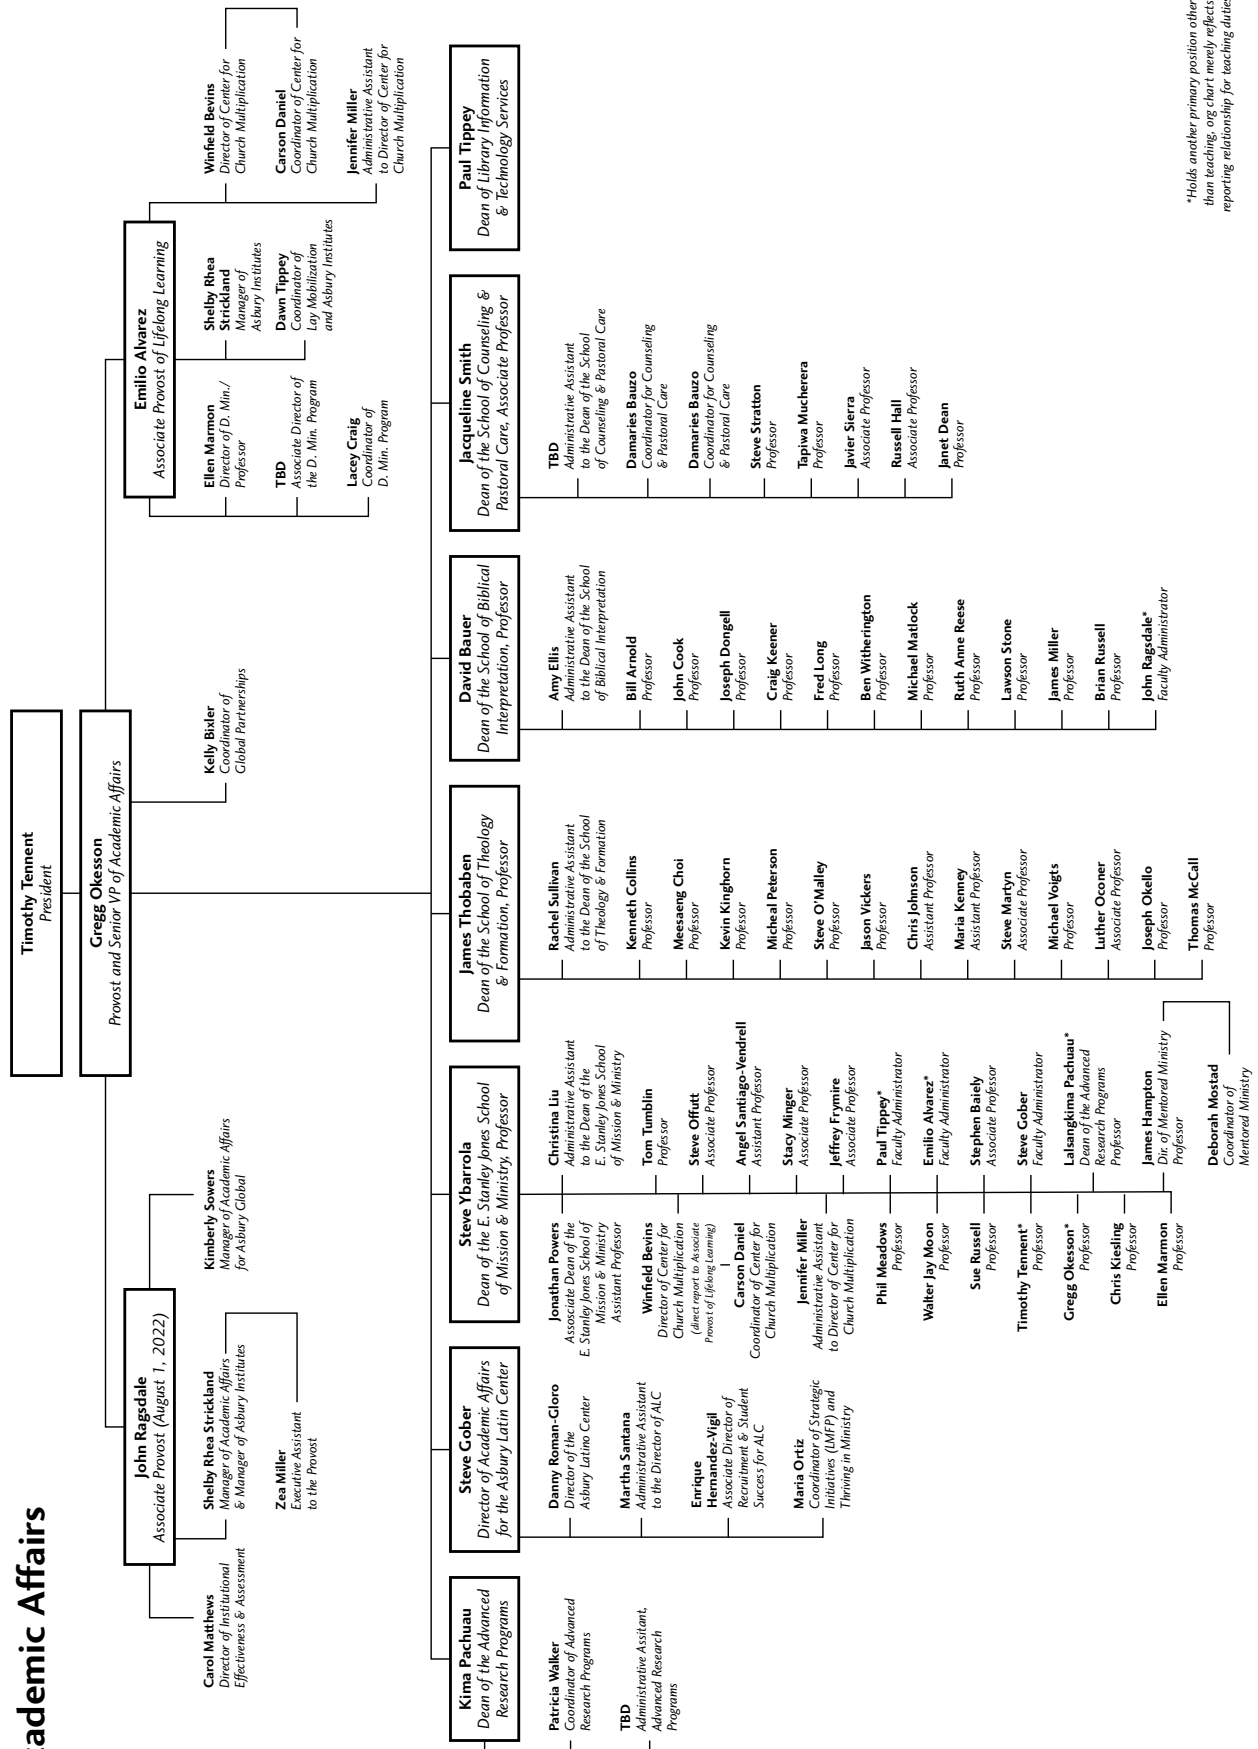 ademic Affairs
Timothy Tennent
President
Gregg Okesson
Provost and Senior VP of Academic Affairs
John Ragsdale
Associate Provost (August 1, 2022)
Carol Matthews
Director of Institutional
Effectiveness & Assessment
Shelby Rhea Strickland
Manager of Academic Affairs
& Manager of Asbury Institutes
Zea Miller
Executive Assistant
to the Provost
Kimberly Sowers
Manager of Academic Affairs
for Asbury Global
Kelly Bixler
Coordinator of
Global Partnerships
Emilio Alvarez
Associate Provost of Lifelong Learning
Ellen Marmon
Director of D. Min./
Professor
TBD
Associate Director of
the D. Min. Program
Lacey Craig
Coordinator of
D. Min. Program
Shelby Rhea
Strickland
Manager of
Asbury Institutes
Dawn Tippey
Coordinator of
Lay Mobilization
and Asbury Institutes
Winfield Bevins
Director of Center for
Church Multiplication
Carson Daniel
Coordinator of Center for
Church Multiplication
Jennifer Miller
Administrative Assistant
to Director of Center for
Church Multiplication
Kima Pachuau
Dean of the Advanced
Research Programs
Patricia Walker
Coordinator of Advanced
Research Programs
TBD
Administrative Assitant,
Advanced Research
Programs
Steve Gober
Director of Academic Affairs
for the Asbury Latin Center
Danny Roman-Gloro
Director of the
Asbury Latino Center
Martha Santana
Administrative Assistant
to the Director of ALC
Enrique
Hernandez-Vigil
Associate Director of
Recruitment & Student
Success for ALC
Maria Ortiz
Coordinator of Strategic
Initiatives (LMFP) and
Thriving in Ministry
Steve Ybarrola
Dean of the E. Stanley Jones School
of Mission & Ministry, Professor
Jonathan Powers
Assosciate Dean of the
E. Stanley Jones School of
Mission & Ministry
Assistant Professor
Winfield Bevins
Director of Center for
Church Multiplication
(direct report to Associate
Provost of Lifelong Learning)
Carson Daniel
Coordinator of Center for
Church Multiplication
Jennifer Miller
Administrative Assistant
to Director of Center for
Church Multiplication
Phil Meadows
Professor
Walter Jay Moon
Professor
Sue Russell
Professor
Timothy Tennent*
Professor
Gregg Okesson*
Professor
Chris Kiesling
Professor
Ellen Marmon
Professor
Christina Liu
Administrative Assistant
to the Dean of the
E. Stanley Jones School
of Mission & Ministry
Tom Tumblin
Professor
Steve Offutt
Associate Professor
Angel Santiago-Vendrell
Assistant Professor
Stacy Minger
Associate Professor
Jeffrey Frymire
Associate Professor
Paul Tippey*
Faculty Administrator
Emilio Alvarez*
Faculty Administrator
Stephen Baiely
Associate Professor
Steve Gober
Faculty Administrator
Lalsangkima Pachuau*
Dean of the Advanced
Research Programs
Professor
James Hampton
Dir. of Mentored Ministry
Professor
Deborah Mostad
Coordinator of
Mentored Ministry
James Thobaben
Dean of the School of Theology
& Formation, Professor
Rachel Sullivan
Administrative Assistant
to the Dean of the School
of Theology & Formation
Kenneth Collins
Professor
Meesaeng Choi
Professor
Kevin Kinghorn
Professor
Micheal Peterson
Professor
Steve O'Malley
Professor
Jason Vickers
Professor
Chris Johnson
Assistant Professor
Maria Kenney
Assistant Professor
Steve Martyn
Associate Professor
Michael Voigts
Professor
Luther Oconer
Associate Professor
Joseph Okello
Professor
Thomas McCall
Professor
David Bauer
Dean of the School of Biblical
Interpretation, Professor
Amy Ellis
Administrative Assistant
to the Dean of the School
of Biblical Interpretation
Bill Arnold
Professor
John Cook
Professor
Joseph Dongell
Professor
Craig Keener
Professor
Fred Long
Professor
Ben Witherington
Professor
Michael Matlock
Professor
Ruth Anne Reese
Professor
Lawson Stone
Professor
James Miller
Professor
Brian Russell
Professor
John Ragsdale*
Faculty Administrator
Jacqueline Smith
Dean of the School of Counseling &
Pastoral Care, Associate Professor
TBD
Administrative Assistant
to the Dean of the School
of Counseling & Pastoral Care
Damaries Bauzo
Coordinator for Counseling
& Pastoral Care
Damaries Bauzo
Coordinator for Counseling
& Pastoral Care
Steve Stratton
Professor
Tapiwa Mucherera
Professor
Javier Sierra
Associate Professor
Russell Hall
Associate Professor
Janet Dean
Professor
Paul Tippey
Dean of Library Information
& Technology Services
*Holds another primary position other
than teaching, org chart merely reflects
reporting relationship for teaching duties